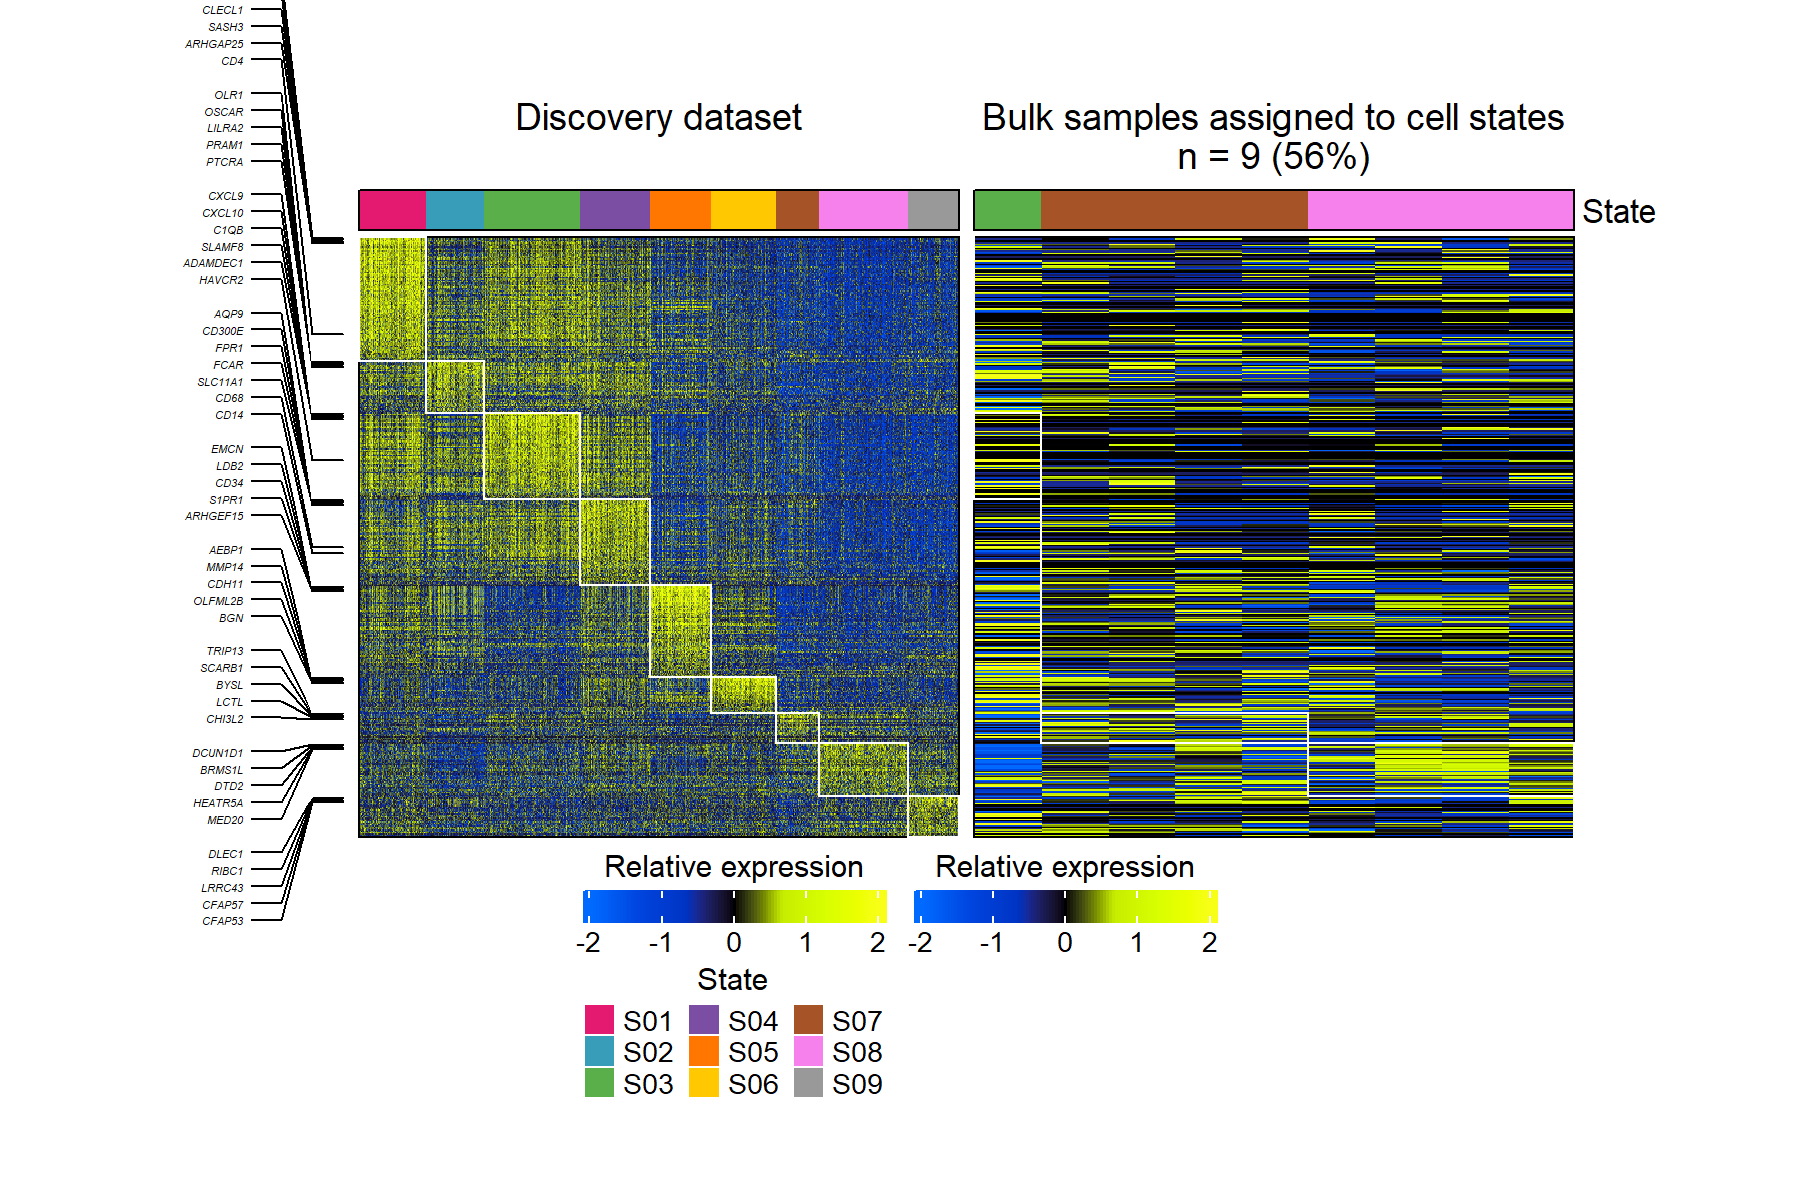 CLECL1
SASH3
ARHGAP25
CD4
OLR1
OSCAR
LILRA2
PRAM1
PTCRA
CXCL9
CXCL10
C1QB
SLAMF8
ADAMDEC1
HAVCR2
AQP9
CD300E
FPR1
FCAR
SLC11A1
CD68
CD14
EMCN
LDB2
CD34
S1PR1
ARHGEF15
AEBP1
MMP14
CDH11
OLFML2B
BGN
TRIP13
SCARB1
BYSL
LCTL
CHI3L2
DCUN1D1
BRMS1L
DTD2
HEATR5A
MED20
DLEC1
RIBC1
LRRC43
CFAP57
CFAP53
Discovery dataset
Bulk samples assigned to cell states
n = 9 (56%)
State
Relative expression
-2 -1 0 1 2
Relative expression
-2 -1 0 1 2
State
S01 S04 S07
S02 S05 S08
S03 S06 S09